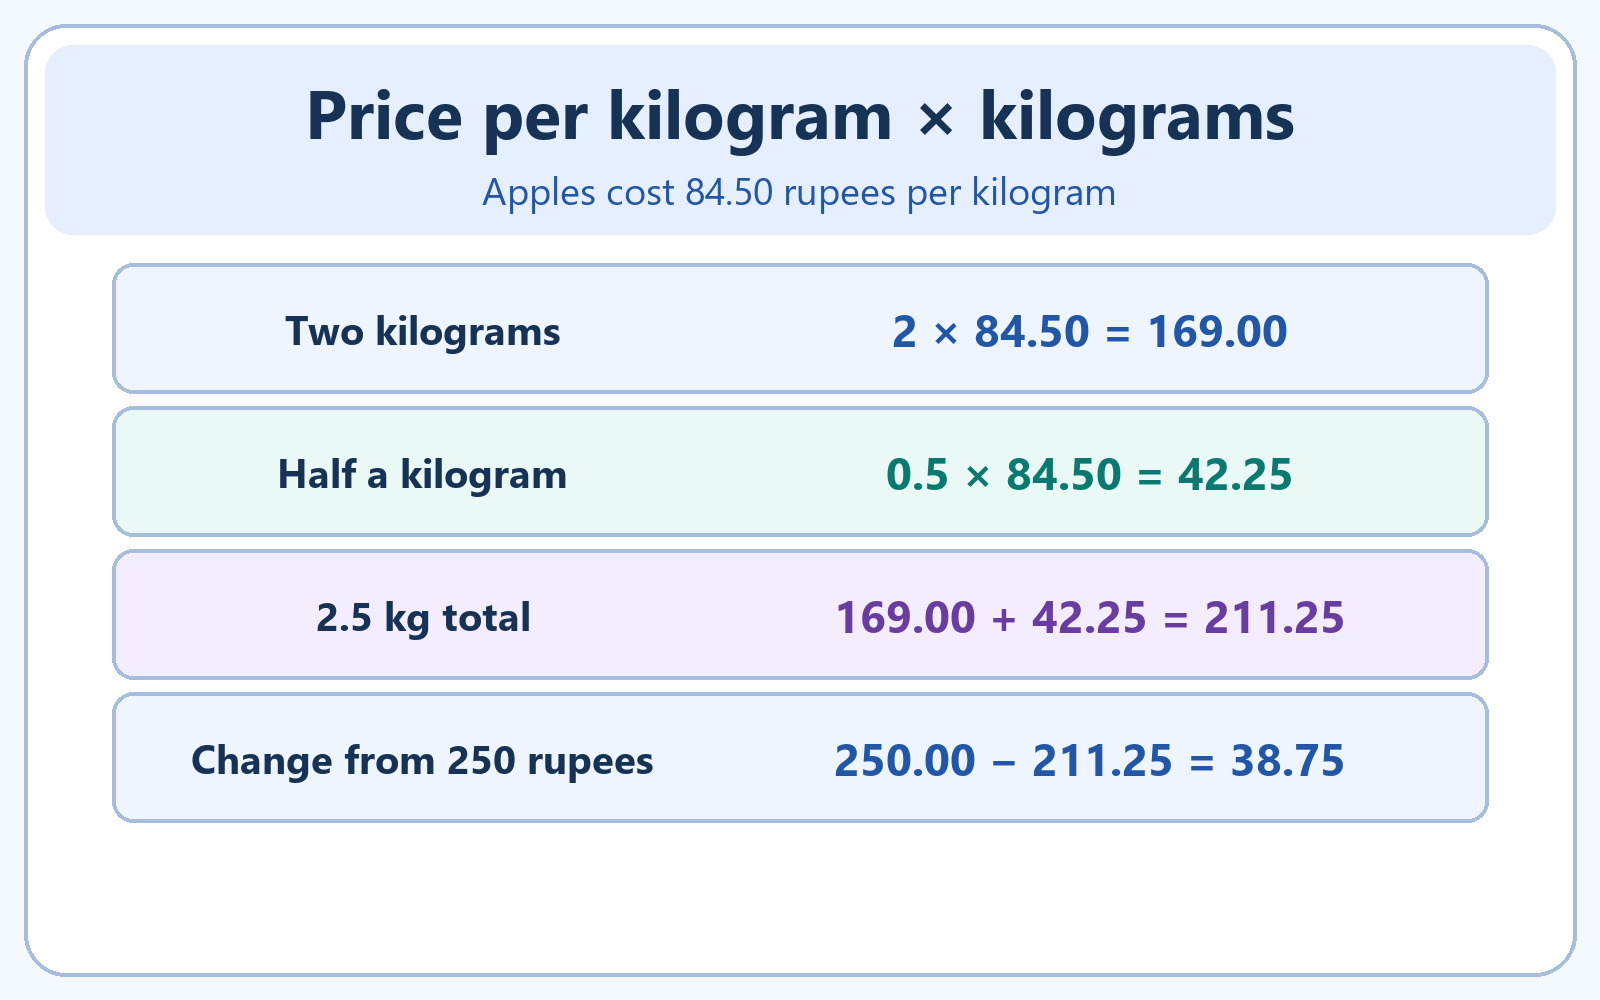 Price per kilogram × kilograms
Apples cost 84.50 rupees per kilogram
Two kilograms 2 × 84.50 = 169.00
Half a kilogram 0.5 × 84.50 = 42.25
2.5 kg total 169.00 + 42.25 = 211.25
Change from 250 rupees 250.00 − 211.25 = 38.75